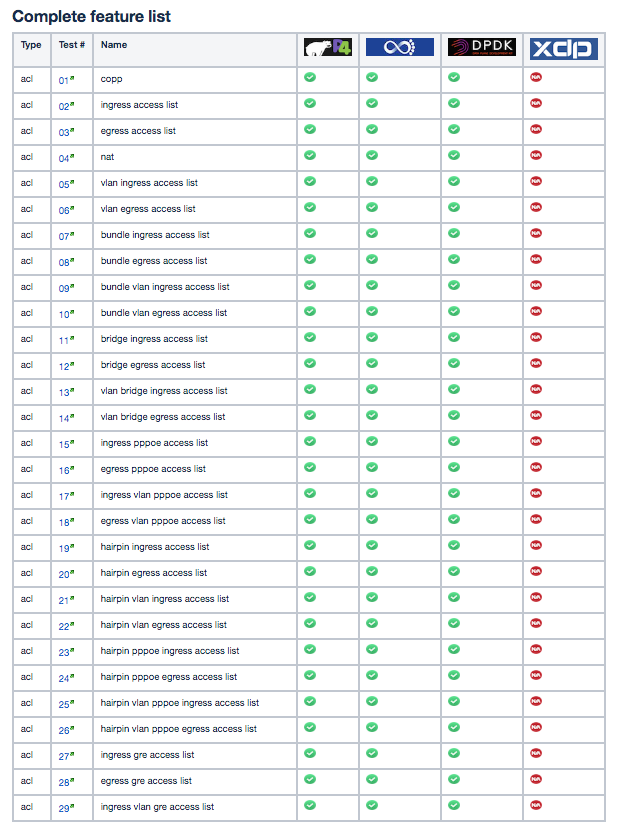 Complete feature list
Type Test # Name P4 DPDK XDP
acl 01 copp N/A
acl 02 ingress access list N/A
acl 03 egress access list N/A
acl 04 nat N/A
acl 05 vlan ingress access list N/A
acl 06 vlan egress access list N/A
acl 07 bundle ingress access list N/A
acl 08 bundle egress access list N/A
acl 09 bundle vlan ingress access list N/A
acl 10 bundle vlan egress access list N/A
acl 11 bridge ingress access list N/A
acl 12 bridge egress access list N/A
acl 13 vlan bridge ingress access list N/A
acl 14 vlan bridge egress access list N/A
acl 15 ingress pppoe access list N/A
acl 16 egress pppoe access list N/A
acl 17 ingress vlan pppoe access list N/A
acl 18 egress vlan pppoe access list N/A
acl 19 hairpin ingress access list N/A
acl 20 hairpin egress access list N/A
acl 21 hairpin vlan ingress access list N/A
acl 22 hairpin vlan egress access list N/A
acl 23 hairpin pppoe ingress access list N/A
acl 24 hairpin pppoe egress access list N/A
acl 25 hairpin vlan pppoe ingress access list N/A
acl 26 hairpin vlan pppoe egress access list N/A
acl 27 ingress gre access list N/A
acl 28 egress gre access list N/A
acl 29 ingress vlan gre access list N/A